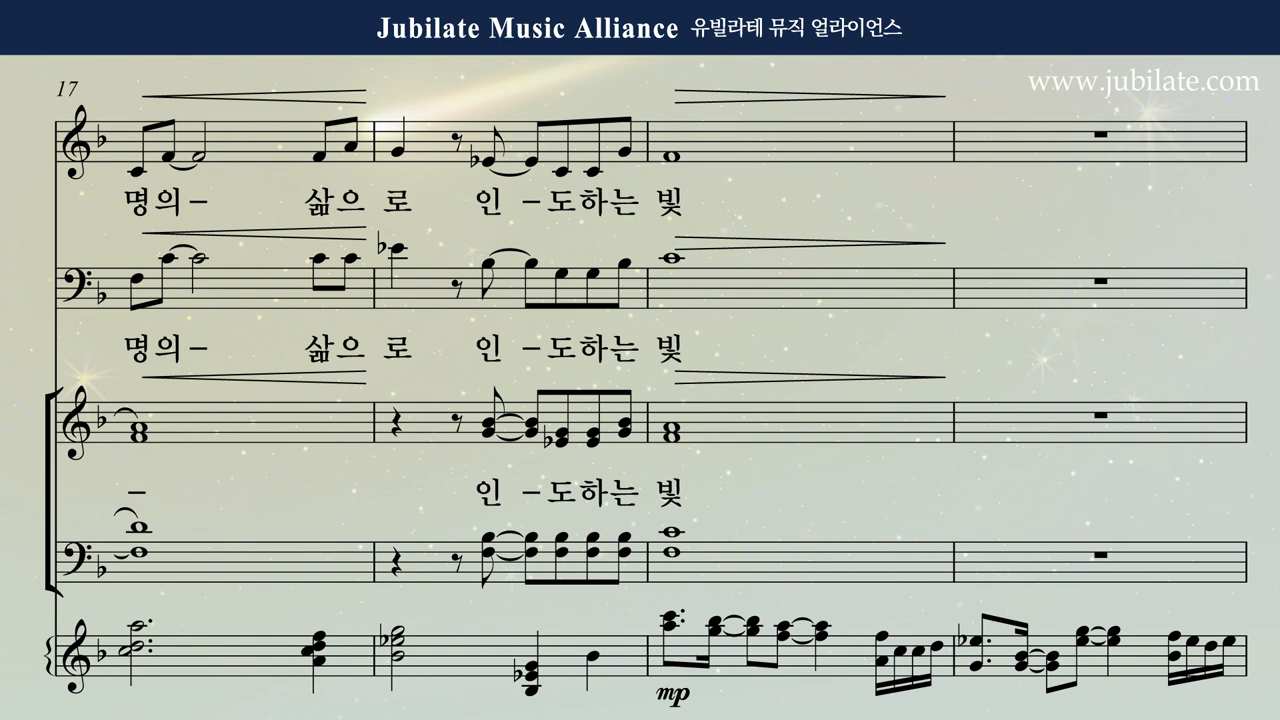 Jubilate Music Alliance 유빌라테 뮤직 얼라이언스
www.jubilate.com
17
명의– 삶으 로 인 –도하는 빛
명의– 삶으 로 인 –도하는 빛
– 인 –도하는 빛
mp